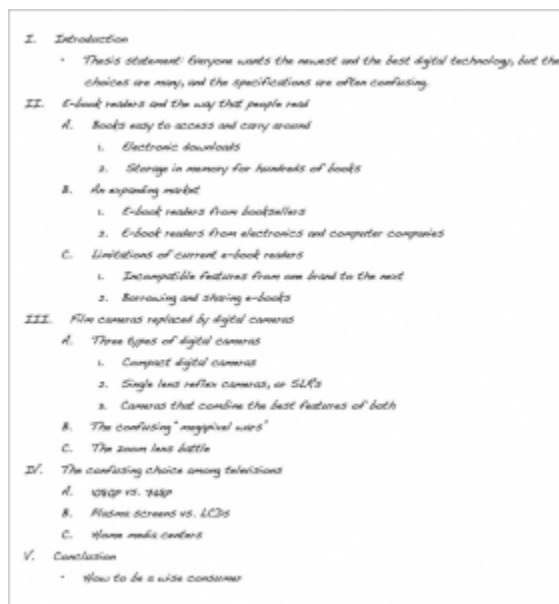 I. Introduction
• Thesis statement: Everyone wants the newest and the best digital technology, but the
choices are many, and the specifications are often confusing.
II. E-book readers and the way that people read
A. Books easy to access and carry around
1. Electronic downloads
2. Storage in memory for hundreds of books
B. An expanding market
1. E-book readers from booksellers
2. E-book readers from electronics and computer companies
C. Limitations of current e-book readers
1. Incompatible features from one brand to the next
2. Borrowing and sharing e-books
III. Film cameras replaced by digital cameras
A. Three types of digital cameras
1. Compact digital cameras
2. Single lens reflex cameras, or SLR's
3. Cameras that combine the best features of both
B. The confusing "megapixel wars"
C. The zoom lens battle
IV. The confusing choice among televisions
A. 1080p vs. 768p
B. Plasma screens vs. LCDs
C. Home media centers
V. Conclusion
• How to be a wise consumer